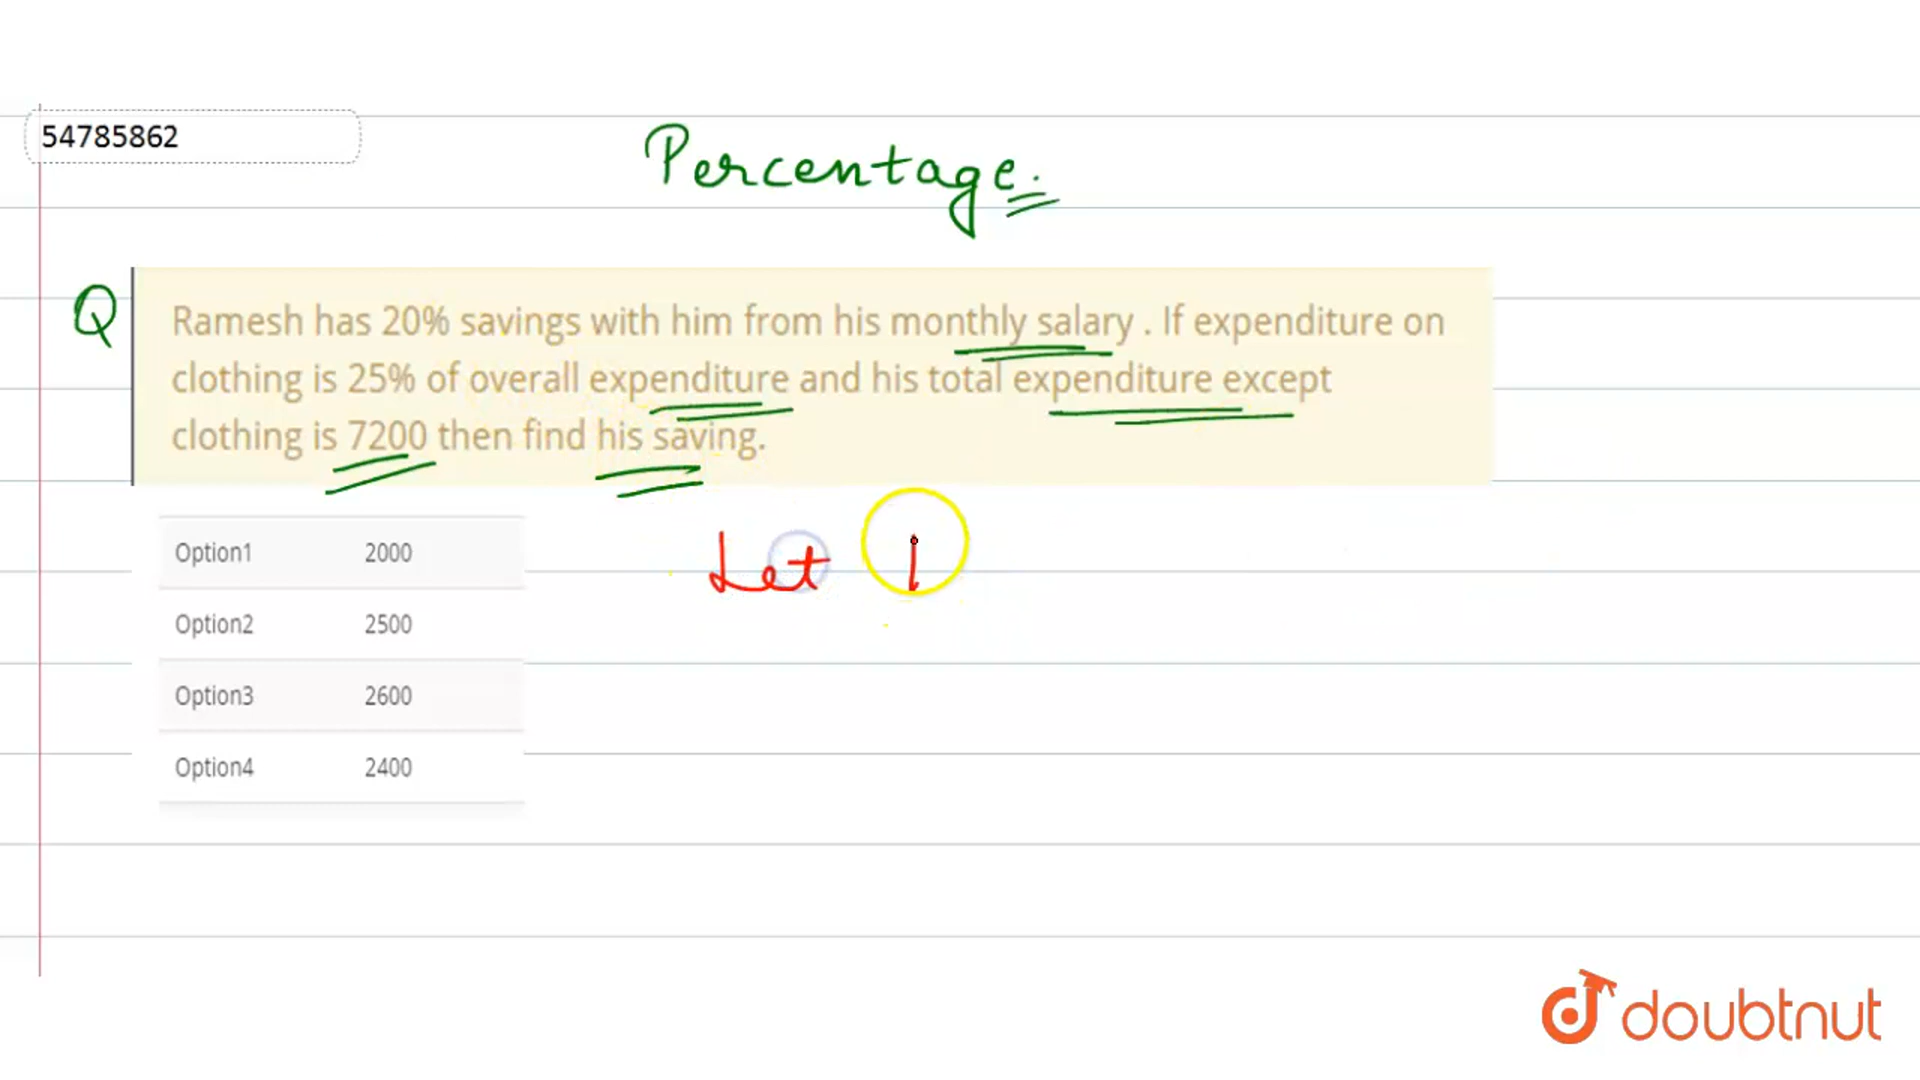 54785862
Percentage.
Q
Ramesh has 20% savings with him from his monthly salary . If expenditure on
clothing is 25% of overall expenditure and his total expenditure except
clothing is 7200 then find his saving.
Let
Option1 2000
Option2 2500
Option3 2600
Option4 2400
doubtnut